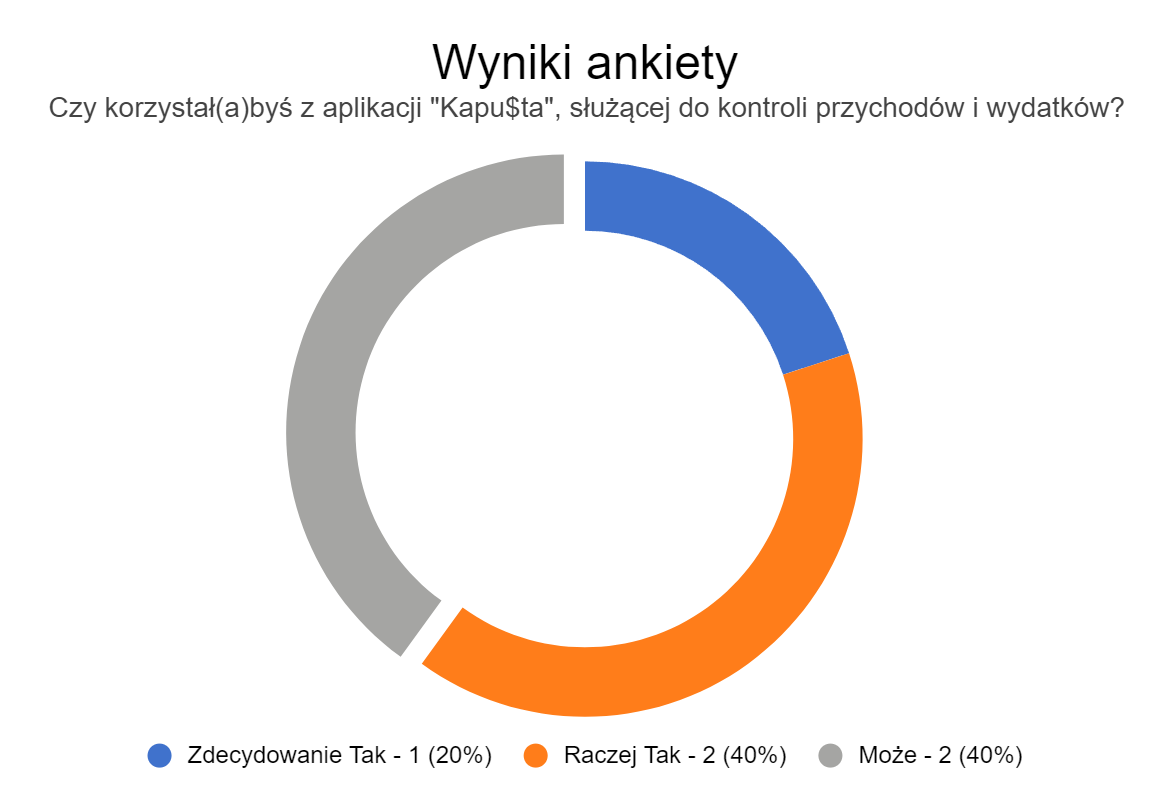 Wyniki ankiety
Czy korzystał(a)byś z aplikacji "Kapu$ta", służącej do kontroli przychodów i wydatków?
Zdecydowanie Tak - 1 (20%) Raczej Tak - 2 (40%) Może - 2 (40%)